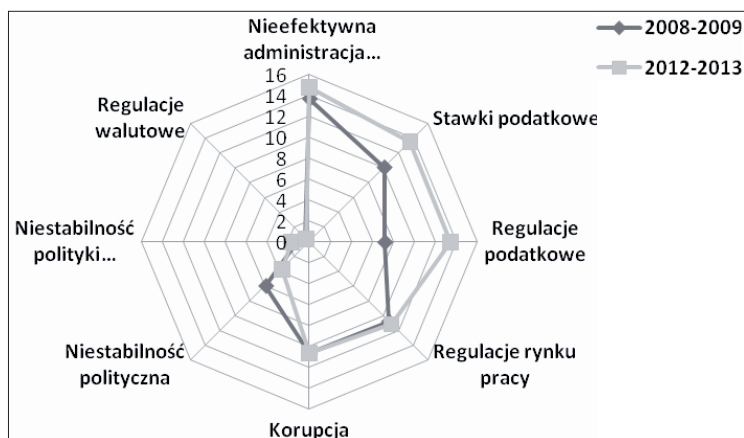 Nieefektywna
administracja...
2008-2009
2012-2013
16
14
12
10
8
6
4
2
0
Regulacje
walutowe
Stawki podatkowe
Niestabilność
polityki...
Regulacje
podatkowe
Niestabilność
polityczna
Regulacje rynku
pracy
Korupcja